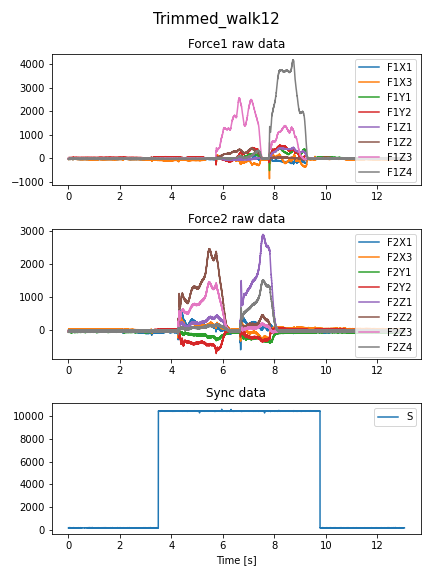 Trimmed_walk12
Force1 raw data
4000
3000
2000
1000
0
−1000
0 2 4 6 8 10 12
F1X1
F1X3
F1Y1
F1Y2
F1Z1
F1Z2
F1Z3
F1Z4
Force2 raw data
3000
2000
1000
0
0 2 4 6 8 10 12
F2X1
F2X3
F2Y1
F2Y2
F2Z1
F2Z2
F2Z3
F2Z4
Sync data
10000
8000
6000
4000
2000
0
0 2 4 6 8 10 12
S
Time [s]